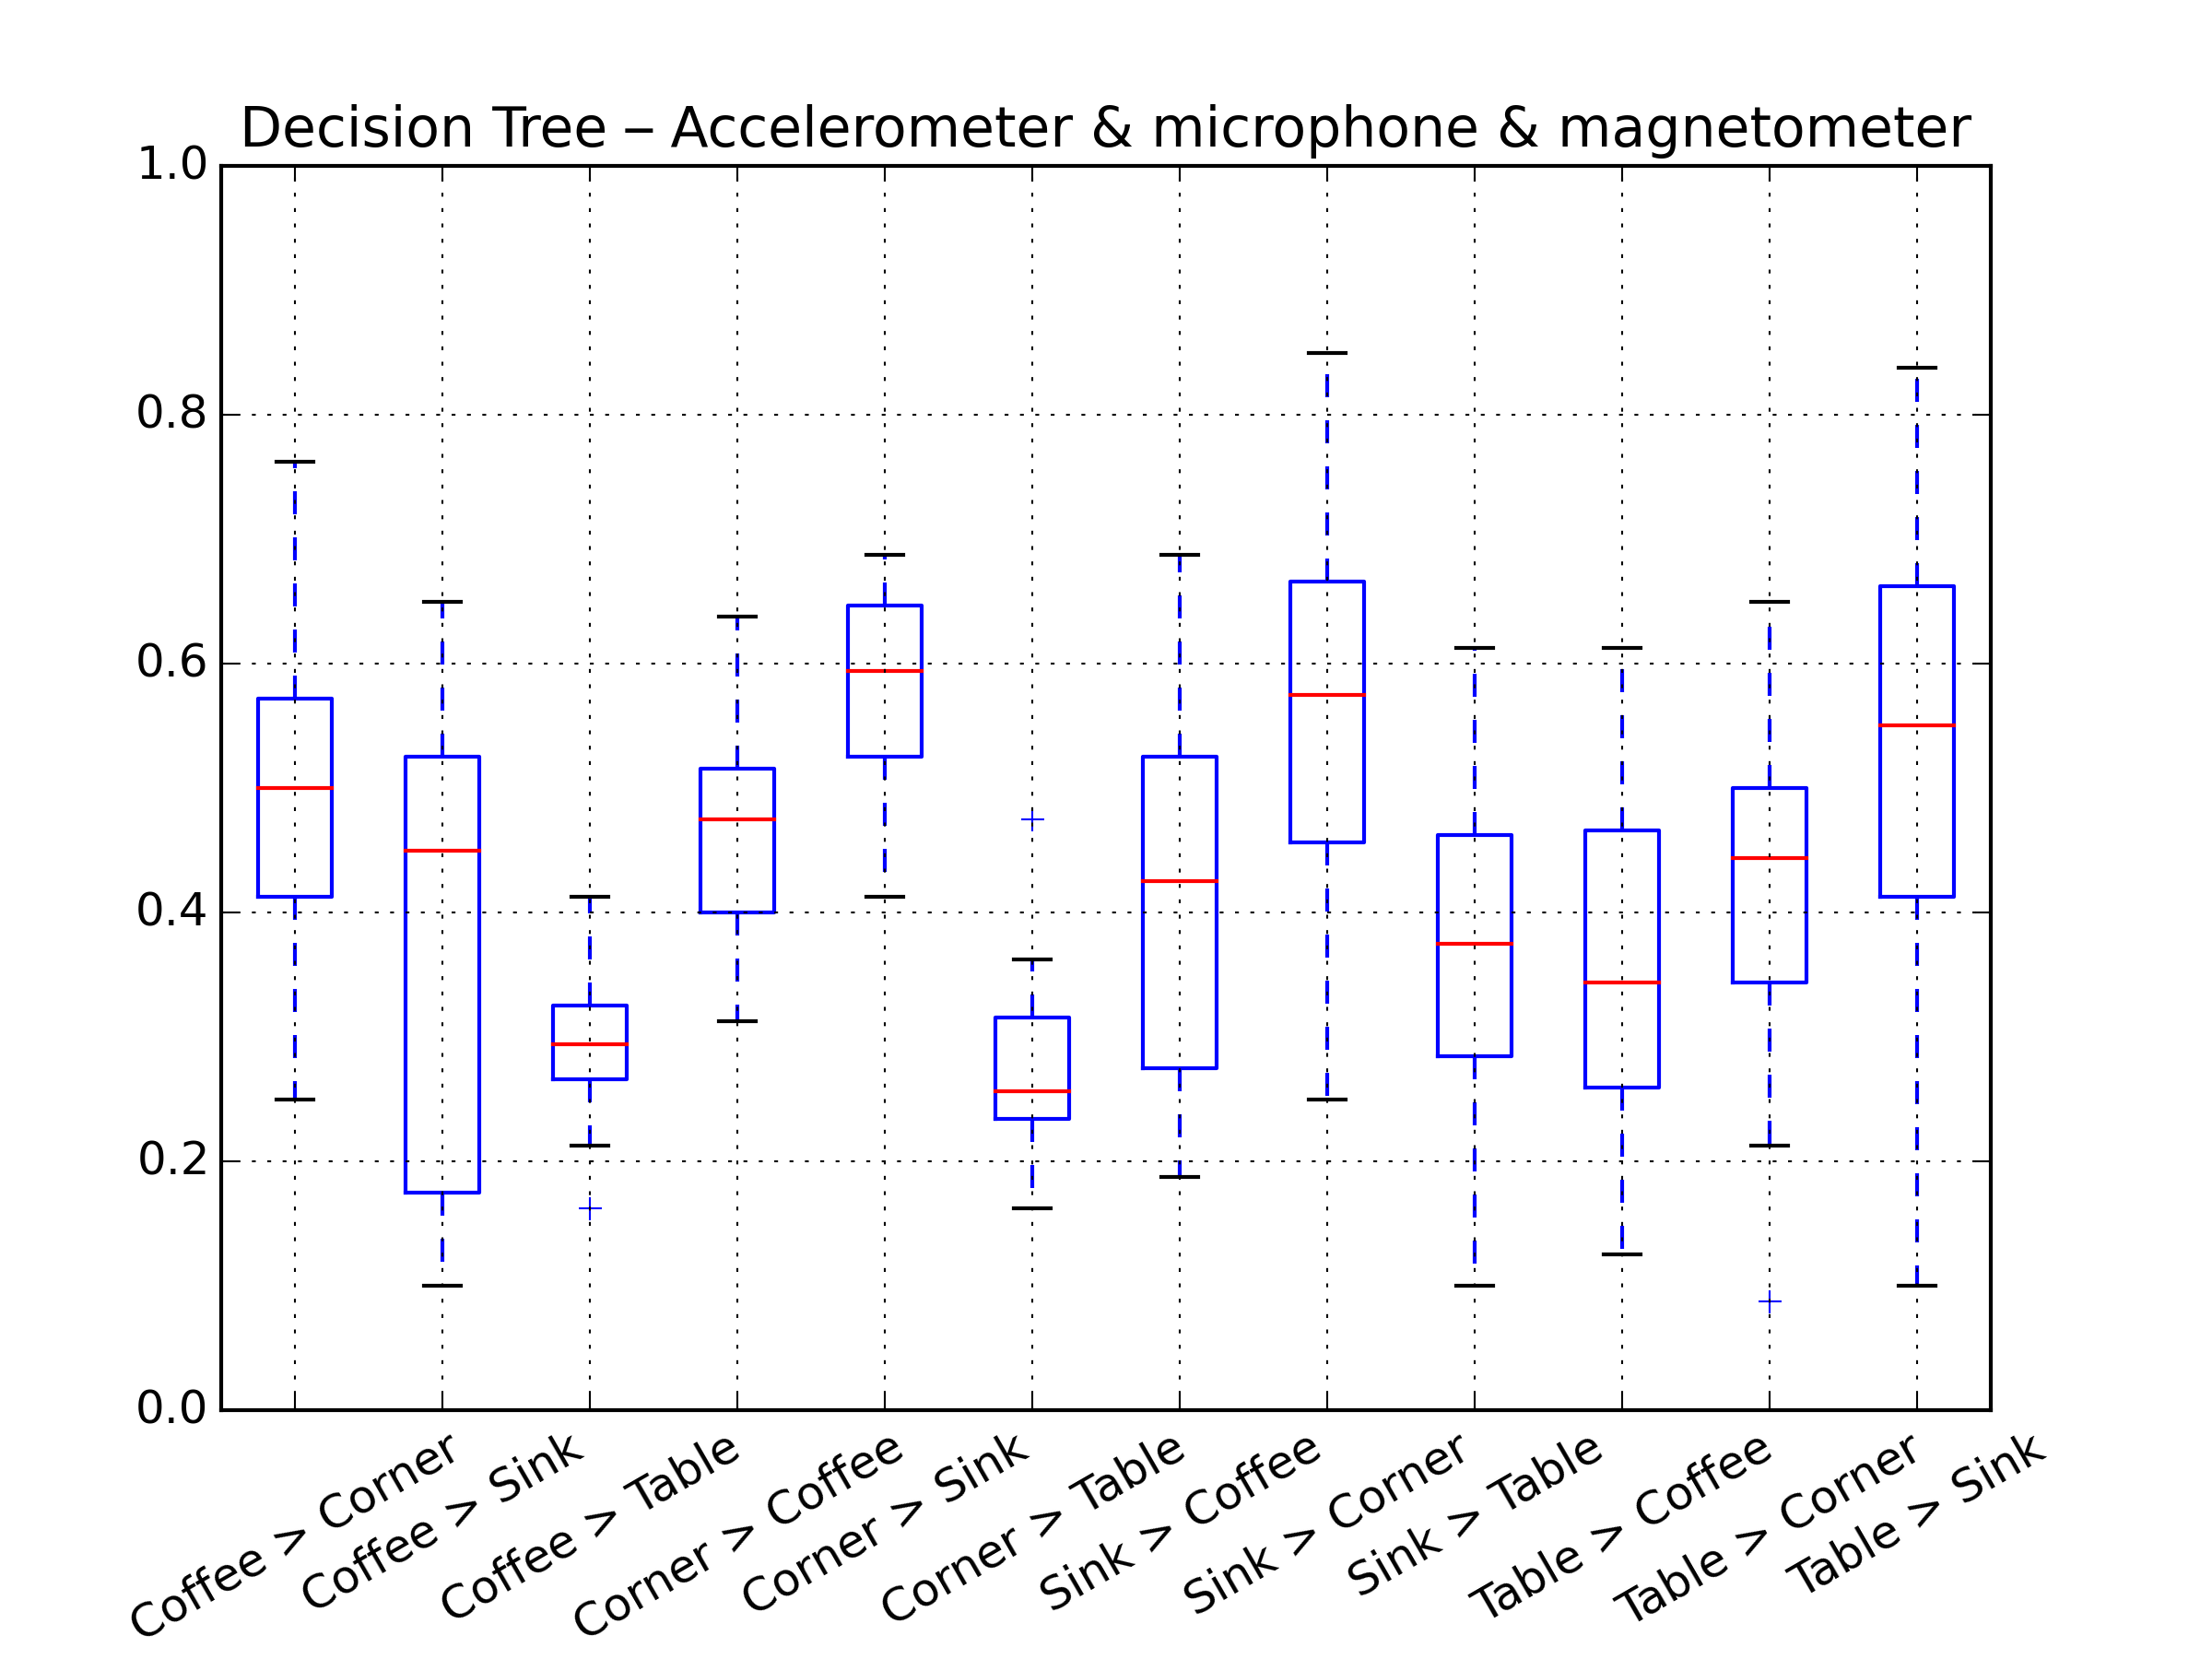 Decision Tree ‒ Accelerometer & microphone & magnetometer
1.0
0.8
0.6
0.4
0.2
0.0
Coffee > Corner
Coffee > Sink
Coffee > Table
Corner > Coffee
Corner > Sink
Corner > Table
Sink > Coffee
Sink > Corner
Sink > Table
Table > Coffee
Table > Corner
Table > Sink